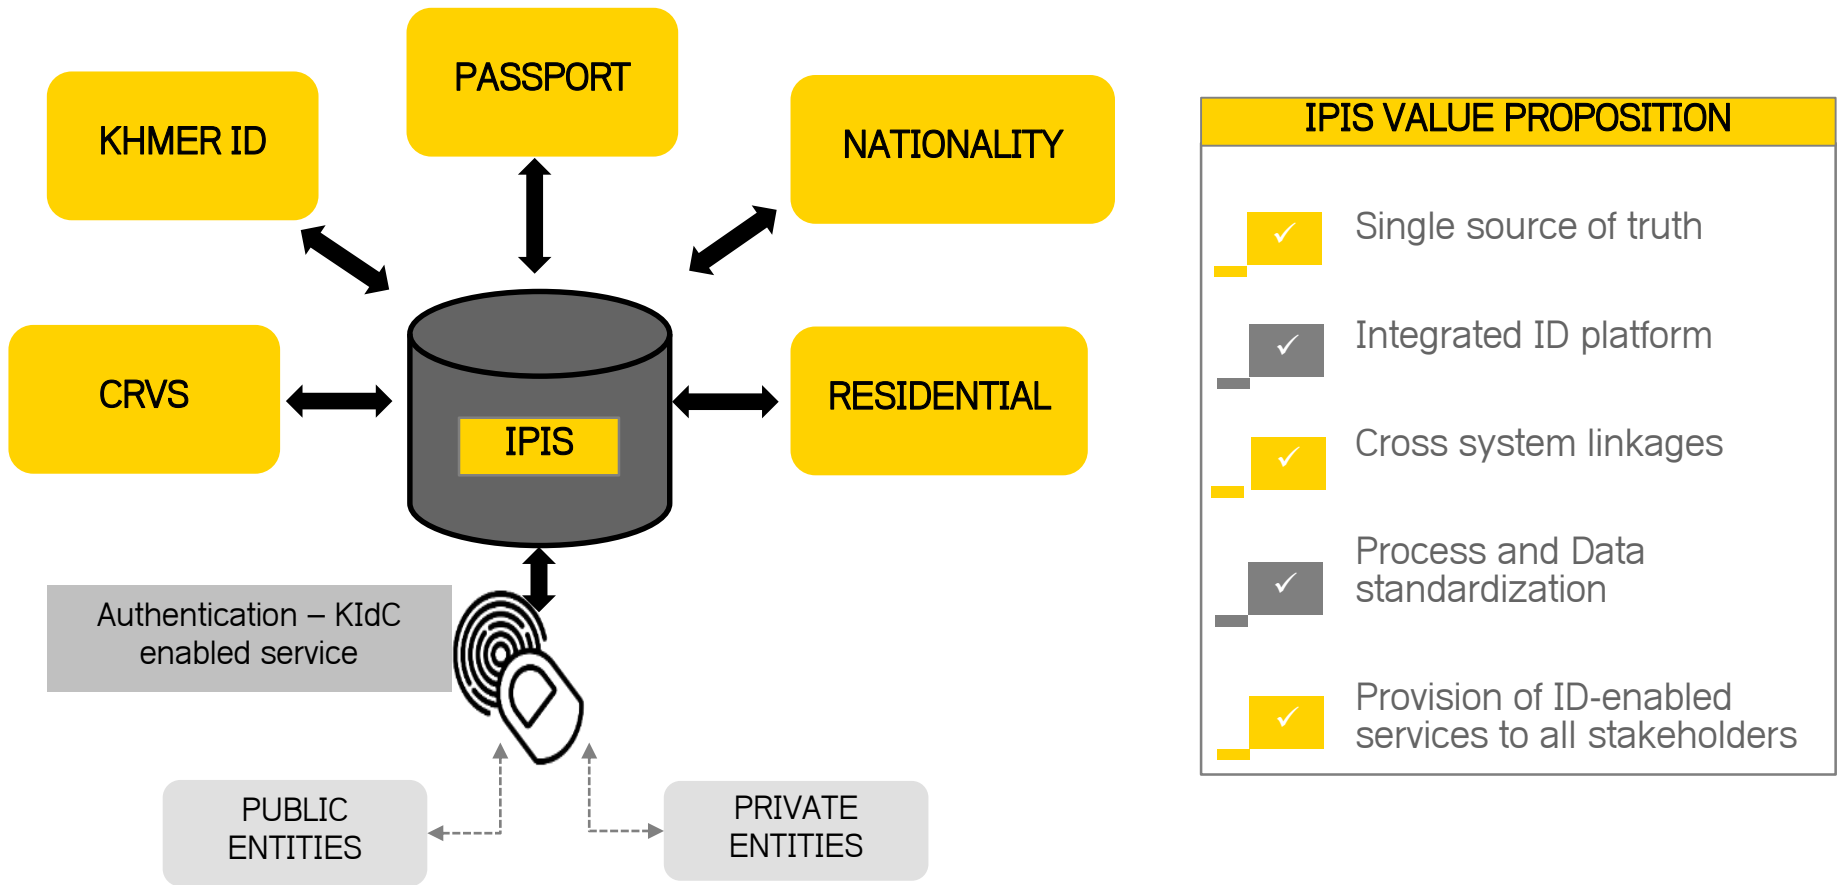 PASSPORT
KHMER ID
NATIONALITY
CRVS
RESIDENTIAL
IPIS
Authentication – KIdC
enabled service
PUBLIC
ENTITIES
PRIVATE
ENTITIES
IPIS VALUE PROPOSITION
Single source of truth
Integrated ID platform
Cross system linkages
Process and Data
standardization
Provision of ID-enabled
services to all stakeholders